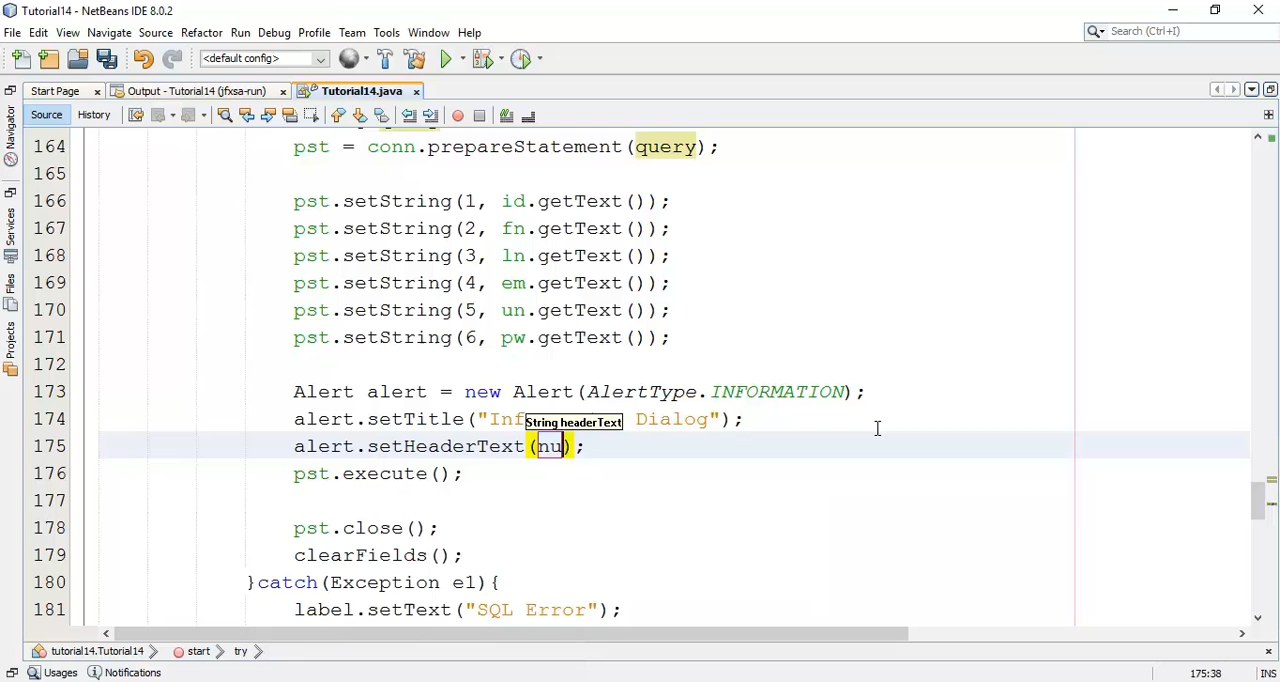 Tutorial14 - NetBeans IDE 8.0.2
File Edit View Navigate Source Refactor Run Debug Profile Team Tools Window Help
Search (Ctrl+I)
<default config>
Start Page Output - Tutorial14 (jfxsa-run) Tutorial14.java
Source History
Navigator
Services
Files
Projects
164 pst = conn.prepareStatement(query);
165
166 pst.setString(1, id.getText());
167 pst.setString(2, fn.getText());
168 pst.setString(3, ln.getText());
169 pst.setString(4, em.getText());
170 pst.setString(5, un.getText());
171 pst.setString(6, pw.getText());
172
173 Alert alert = new Alert(AlertType.INFORMATION);
174 alert.setTitle("Inf Dialog");
String headerText
175 alert.setHeaderText(nu);
176 pst.execute();
177
178 pst.close();
179 clearFields();
180 }catch(Exception e1){
181 label.setText("SQL Error");
tutorial14.Tutorial14 start try
Usages Notifications 175:38 INS